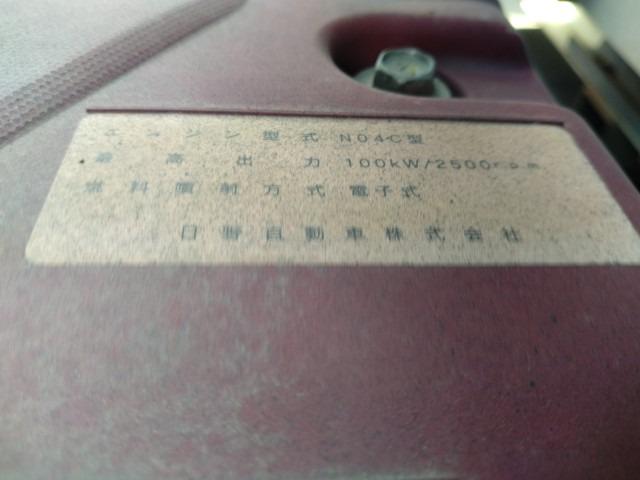 エンジン型式 N04C型
最高出力 100kW/2500rpm
燃料噴射方式 電子式
日野自動車株式会社